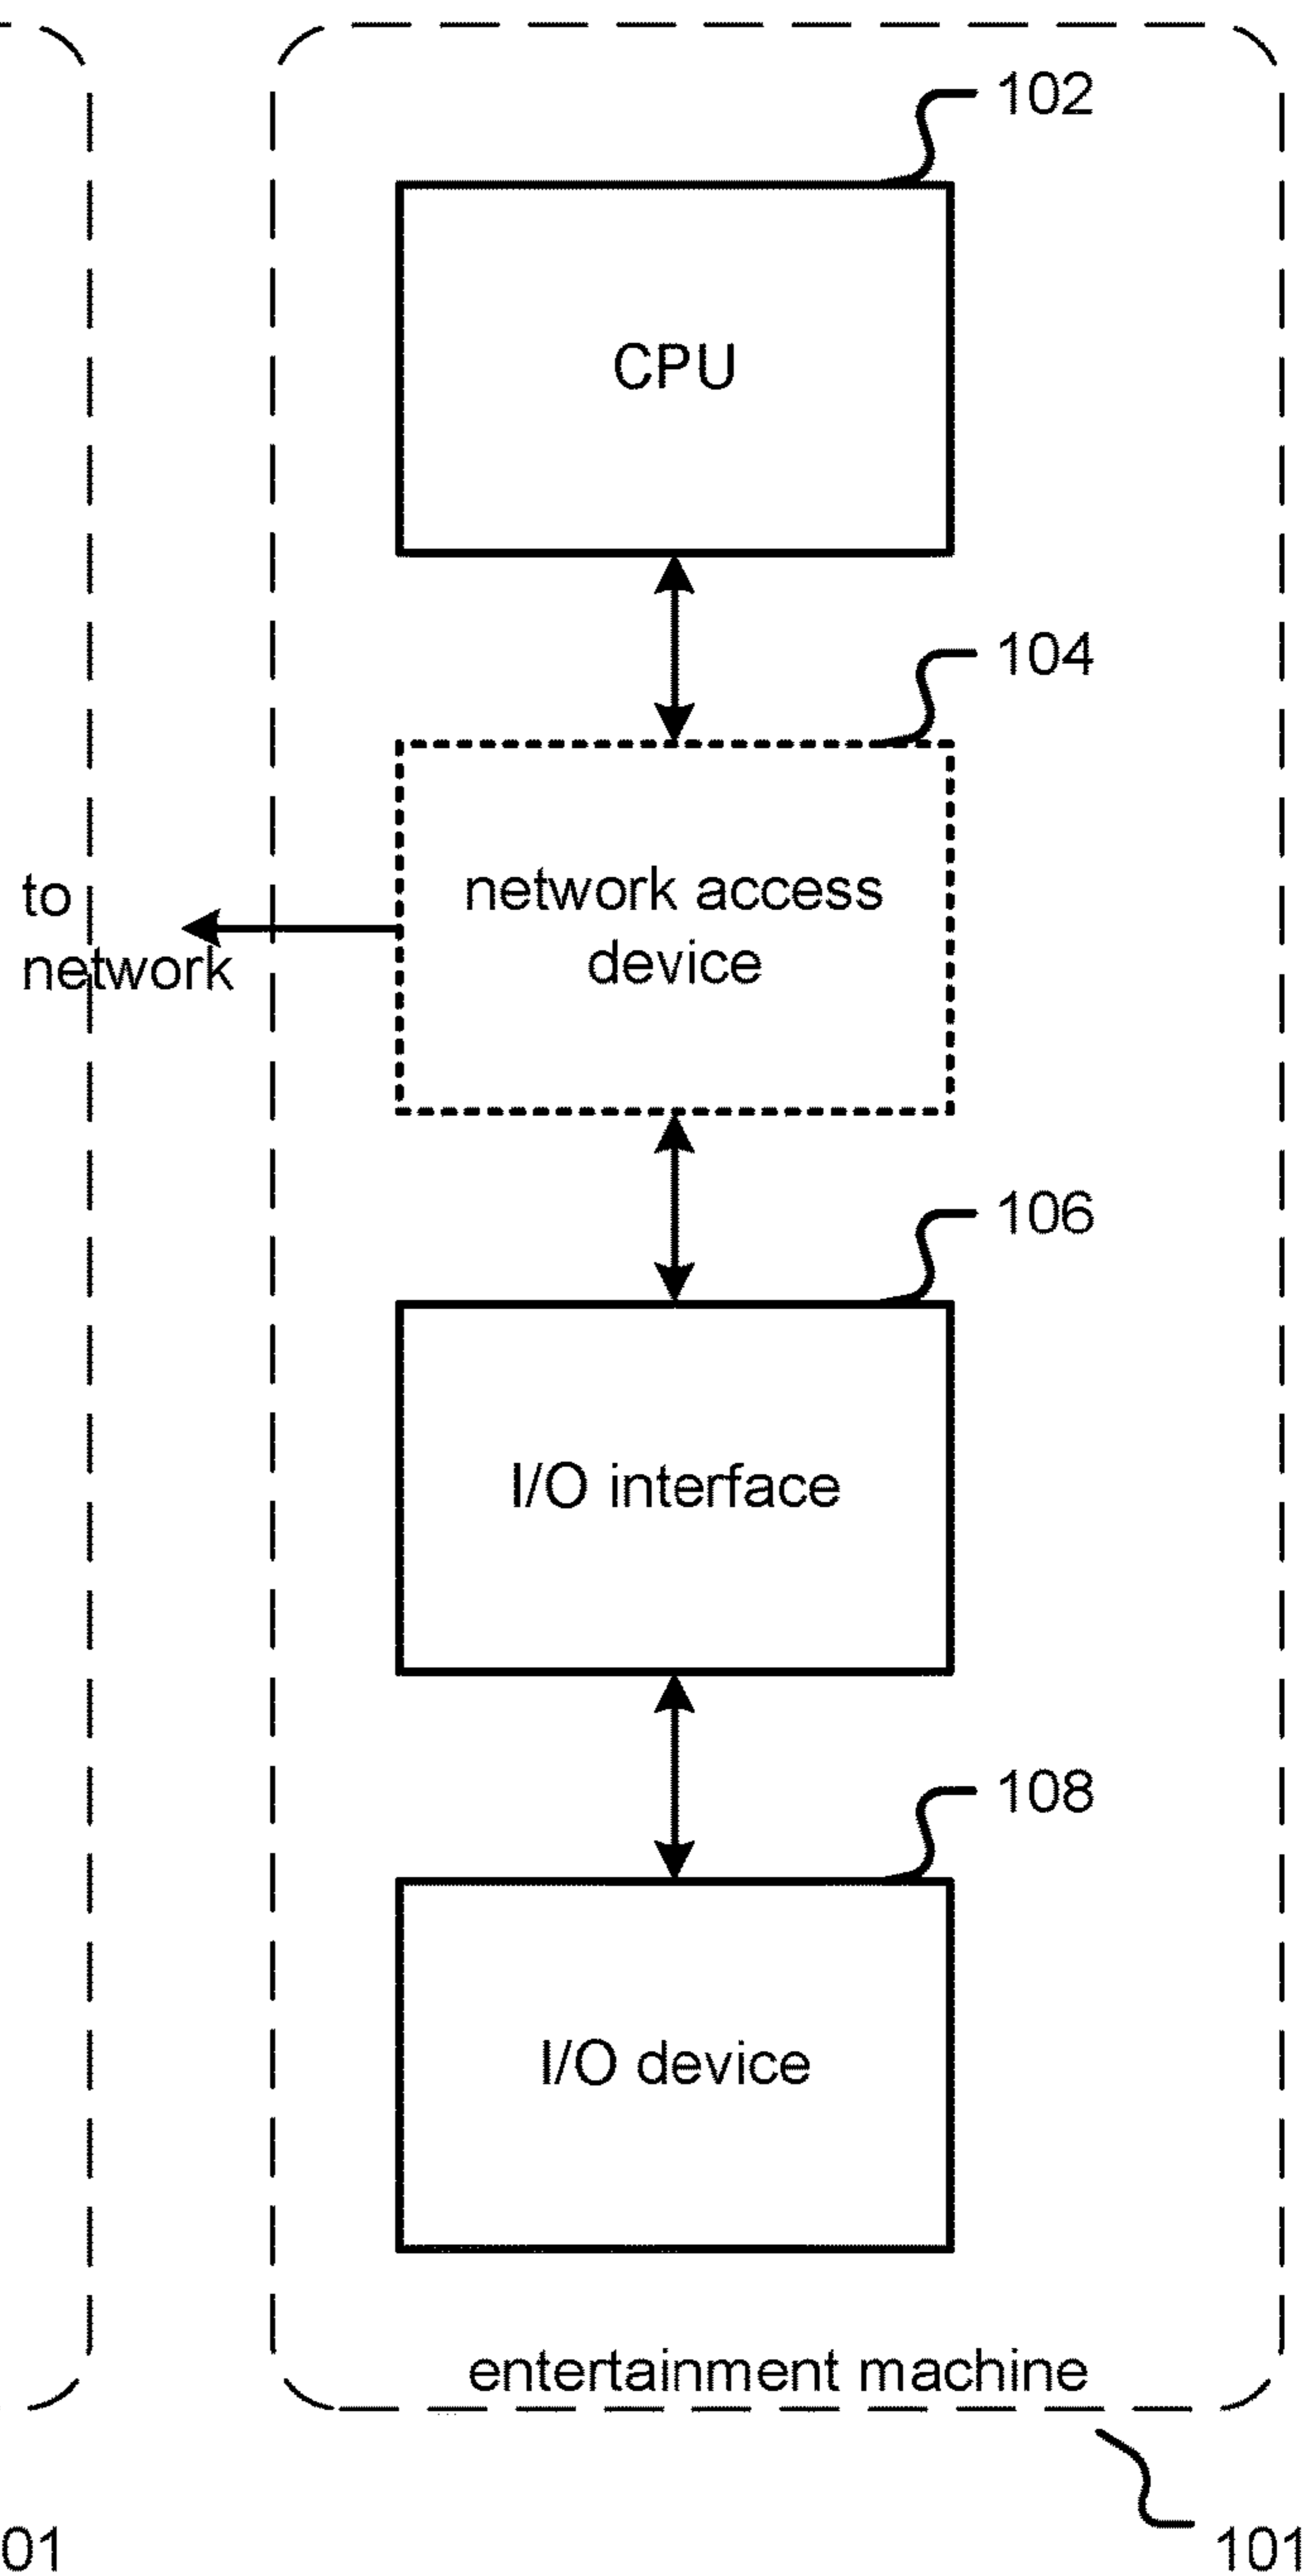 102
CPU
104
to
network
network access
device
106
I/O interface
108
I/O device
entertainment machine
01
101